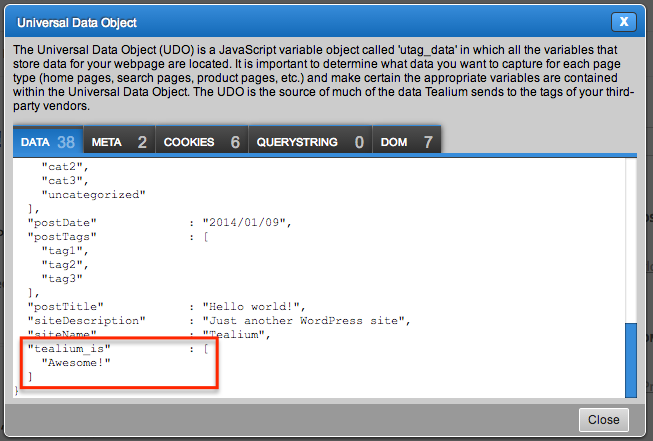 Universal Data Object
X
The Universal Data Object (UDO) is a JavaScript variable object called 'utag_data' in which all the variables that
store data for your webpage are located. It is important to determine what data you want to capture for each page
type (home pages, search pages, product pages, etc.) and make certain the appropriate variables are contained
within the Universal Data Object. The UDO is the source of much of the data Tealium sends to the tags of your third-
party vendors.
DATA 38 META 2 COOKIES 6 QUERYSTRING 0 DOM 7
"cat2",
"cat3",
"uncategorized"
],
"postDate" : "2014/01/09",
"postTags" : [
"tag1",
"tag2",
"tag3"
],
"postTitle" : "Hello world!",
"siteDescription" : "Just another WordPress site",
"siteName" : "Tealium",
"tealium_is" : [
"Awesome!"
]
}
Close